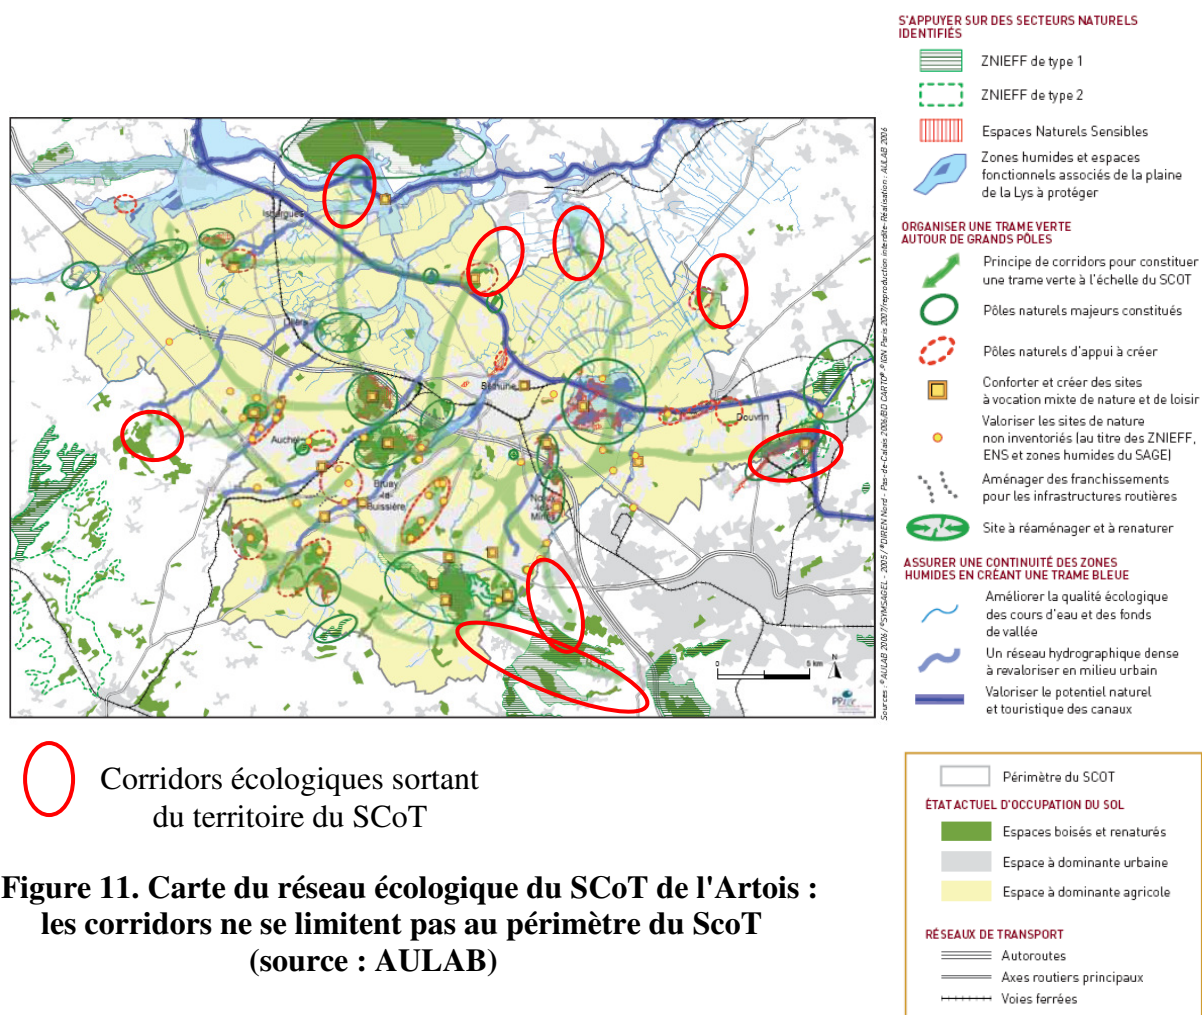 S'APPUYER SUR DES SECTEURS NATURELS
IDENTIFIÉS
ZNIEFF de type 1
ZNIEFF de type 2
Espaces Naturels Sensibles
Zones humides et espaces
fonctionnels associés de la plaine
de la Lys à protéger
ORGANISER UNE TRAME VERTE
AUTOUR DE GRANDS PÔLES
Principe de corridors pour constituer
une trame verte à l'échelle du SCOT
Pôles naturels majeurs constitués
Pôles naturels d'appui à créer
Conforter et créer des sites
à vocation mixte de nature et de loisir
Valoriser les sites de nature
non inventoriés (au titre des ZNIEFF,
ENS et zones humides du SAGE)
Aménager des franchissements
pour les infrastructures routières
Site à réaménager et à renaturer
ASSURER UNE CONTINUITÉ DES ZONES
HUMIDES EN CRÉANT UNE TRAME BLEUE
Améliorer la qualité écologique
des cours d'eau et des fonds
de vallée
Un réseau hydrographique dense
à revaloriser en milieu urbain
Valoriser le potentiel naturel
et touristique des canaux
Isbergues
Lillers
Béthune
Douvrin
Auchel
Bruay
-la-
Buissière
Nœux
-les-
Mines
N
0
5 km
Périmètre du SCOT
ÉTAT ACTUEL D'OCCUPATION DU SOL
Espaces boisés et renaturés
Espace à dominante urbaine
Espace à dominante agricole
RÉSEAUX DE TRANSPORT
Autoroutes
Axes routiers principaux
Voies ferrées
Corridors écologiques sortant
du territoire du SCoT
Figure 11. Carte du réseau écologique du SCoT de l'Artois :
les corridors ne se limitent pas au périmètre du ScoT
(source : AULAB)